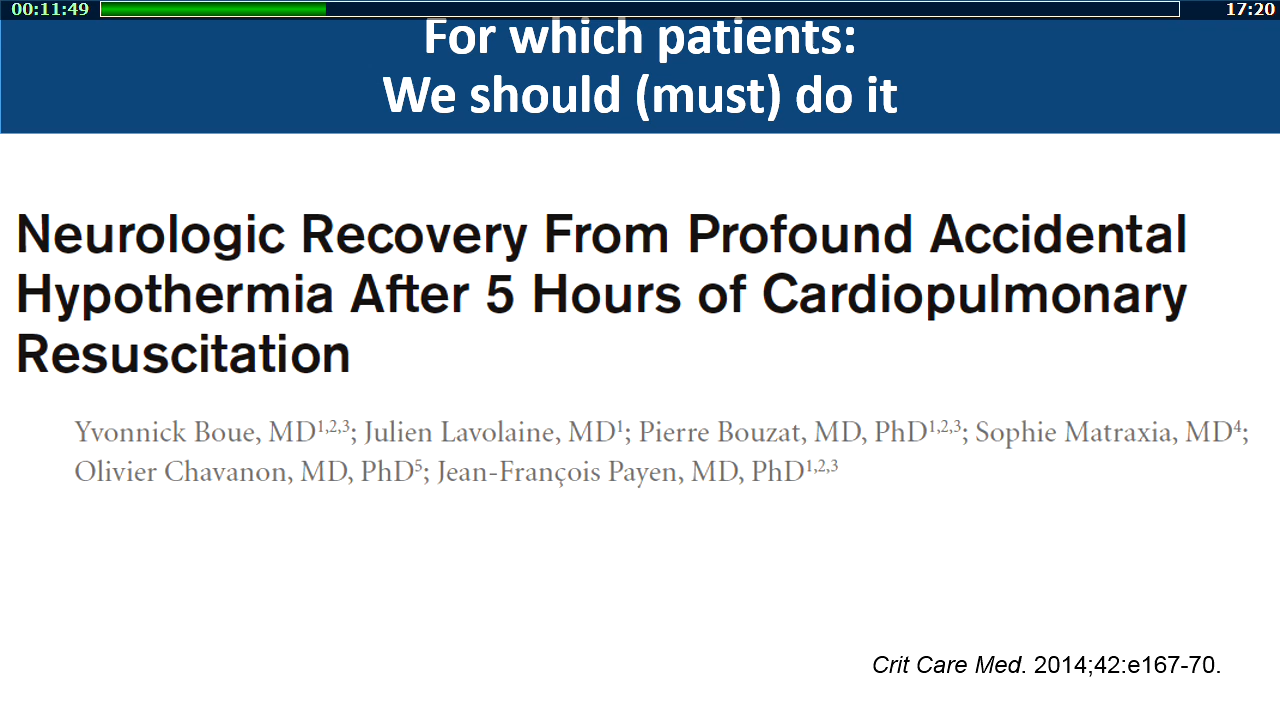 00:11:49 17:20
For which patients:
We should (must) do it
Neurologic Recovery From Profound Accidental
Hypothermia After 5 Hours of Cardiopulmonary
Resuscitation
Yvonnick Boue, MD1,2,3; Julien Lavolaine, MD1; Pierre Bouzat, MD, PhD1,2,3; Sophie Matraxia, MD4;
Olivier Chavanon, MD, PhD5; Jean-François Payen, MD, PhD1,2,3
Crit Care Med. 2014;42:e167-70.